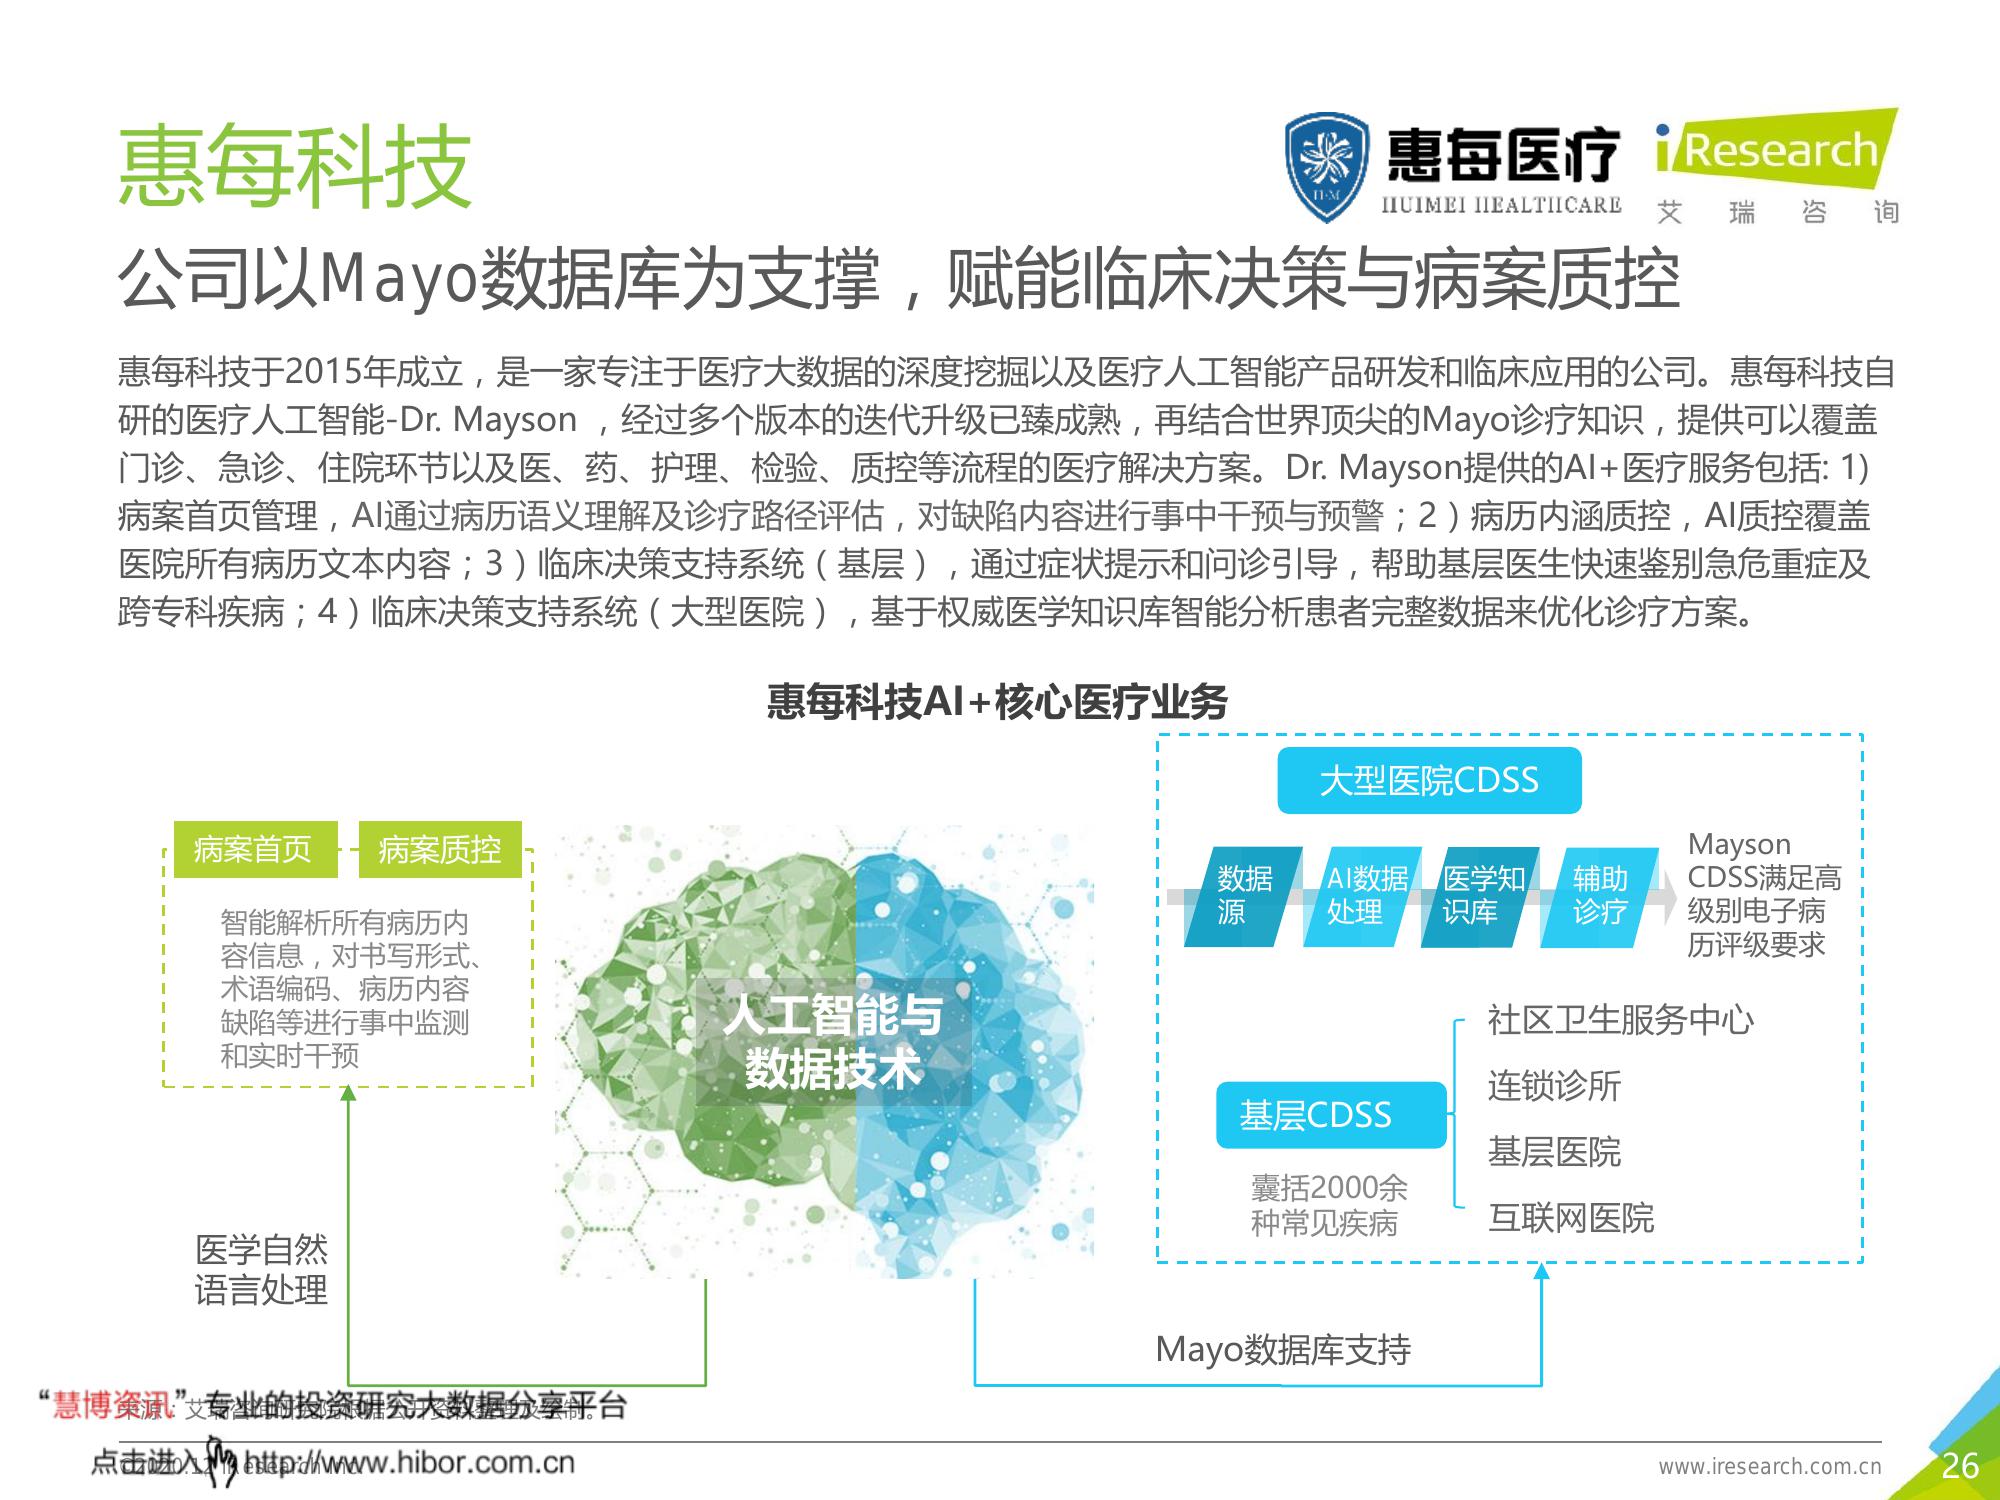 惠每科技
惠每医疗
HUIMEI HEALTHCARE
iResearch
艾瑞咨询
公司以Mayo数据库为支撑，赋能临床决策与病案质控
惠每科技于2015年成立，是一家专注于医疗大数据的深度挖掘以及医疗人工智能产品研发和临床应用的公司。惠每科技自
研的医疗人工智能-Dr. Mayson ，经过多个版本的迭代升级已臻成熟，再结合世界顶尖的Mayo诊疗知识，提供可以覆盖
门诊、急诊、住院环节以及医、药、护理、检验、质控等流程的医疗解决方案。Dr. Mayson提供的AI+医疗服务包括: 1)
病案首页管理，AI通过病历语义理解及诊疗路径评估，对缺陷内容进行事中干预与预警；2）病历内涵质控，AI质控覆盖
医院所有病历文本内容；3）临床决策支持系统（基层），通过症状提示和问诊引导，帮助基层医生快速鉴别急危重症及
跨专科疾病；4）临床决策支持系统（大型医院），基于权威医学知识库智能分析患者完整数据来优化诊疗方案。
惠每科技AI+核心医疗业务
病案首页
病案质控
智能解析所有病历内
容信息，对书写形式、
术语编码、病历内容
缺陷等进行事中监测
和实时干预
医学自然
语言处理
人工智能与
数据技术
大型医院CDSS
数据
源
AI数据
处理
医学知
识库
辅助
诊疗
Mayson
CDSS满足高
级别电子病
历评级要求
基层CDSS
囊括2000余
种常见疾病
社区卫生服务中心
连锁诊所
基层医院
互联网医院
Mayo数据库支持
“慧博资讯”专业的投资研究大数据分享平台
来源：艾瑞咨询研究院根据公开资料整理及绘制。
点击进入 http://www.hibor.com.cn
©2020.12 iResearch Inc.
www.iresearch.com.cn
26